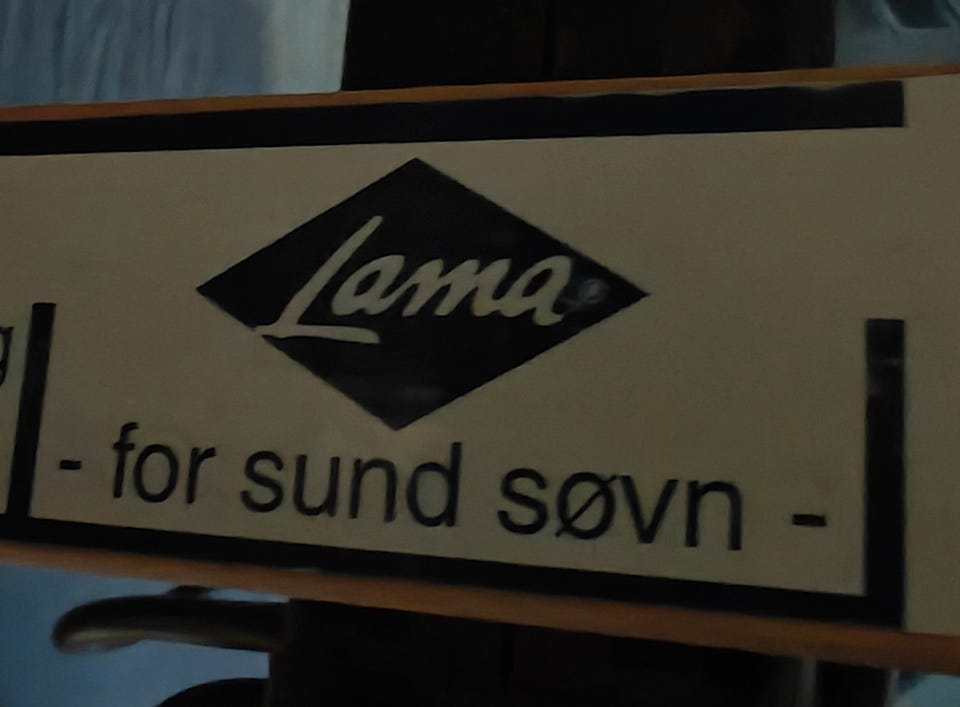 Lama®
- for sund søvn -